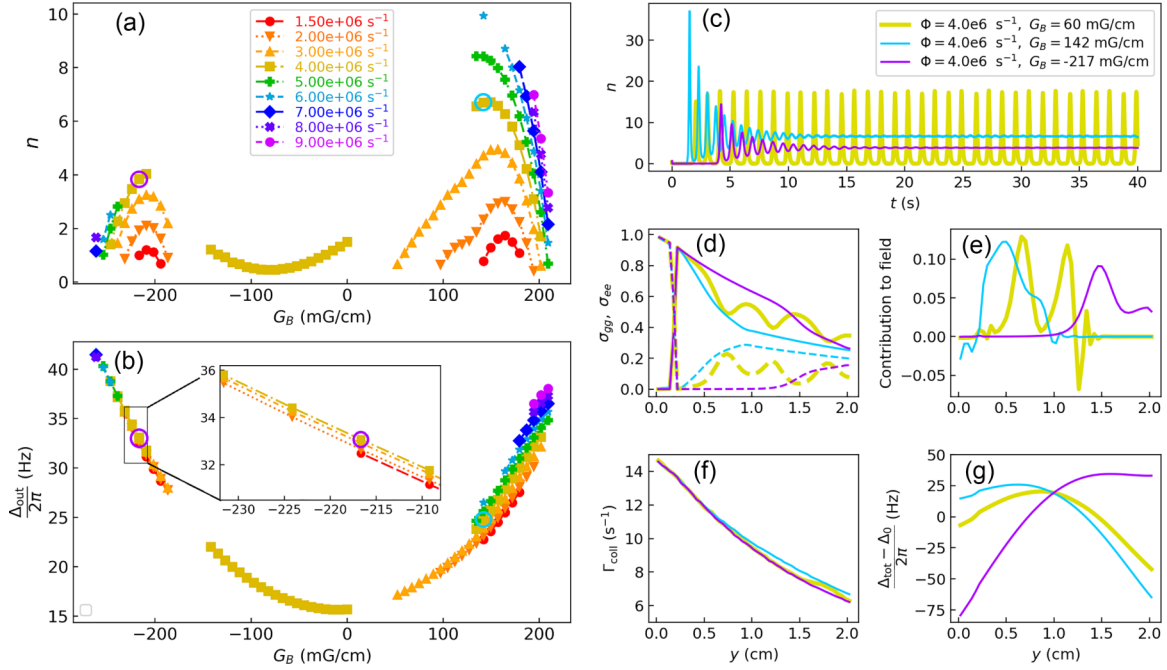 (a)
1.50e+06 s⁻¹
2.00e+06 s⁻¹
3.00e+06 s⁻¹
4.00e+06 s⁻¹
5.00e+06 s⁻¹
6.00e+06 s⁻¹
7.00e+06 s⁻¹
8.00e+06 s⁻¹
9.00e+06 s⁻¹
10
8
6
4
2
0
n
−200 −100 0 100 200
G_B (mG/cm)
(b)
40
35
30
25
20
15
Δ_out/2π (Hz)
36
34
32
−230 −225 −220 −215 −210
−200 −100 0 100 200
G_B (mG/cm)
(c)
Φ = 4.0e6 s⁻¹, G_B = 60 mG/cm
Φ = 4.0e6 s⁻¹, G_B = 142 mG/cm
Φ = 4.0e6 s⁻¹, G_B = -217 mG/cm
30
20
10
0
n
0 5 10 15 20 25 30 35 40
t (s)
(d)
1.0
0.8
0.6
0.4
0.2
0.0
σ_gg, σ_ee
0.0 0.5 1.0 1.5 2.0
(e)
0.10
0.05
0.00
−0.05
Contribution to field
0.0 0.5 1.0 1.5 2.0
(f)
14
12
10
8
6
Γ_coll (s⁻¹)
0.0 0.5 1.0 1.5 2.0
y (cm)
(g)
25
0
−25
−50
−75
Δ_tot − Δ_0/2π (Hz)
0.0 0.5 1.0 1.5 2.0
y (cm)